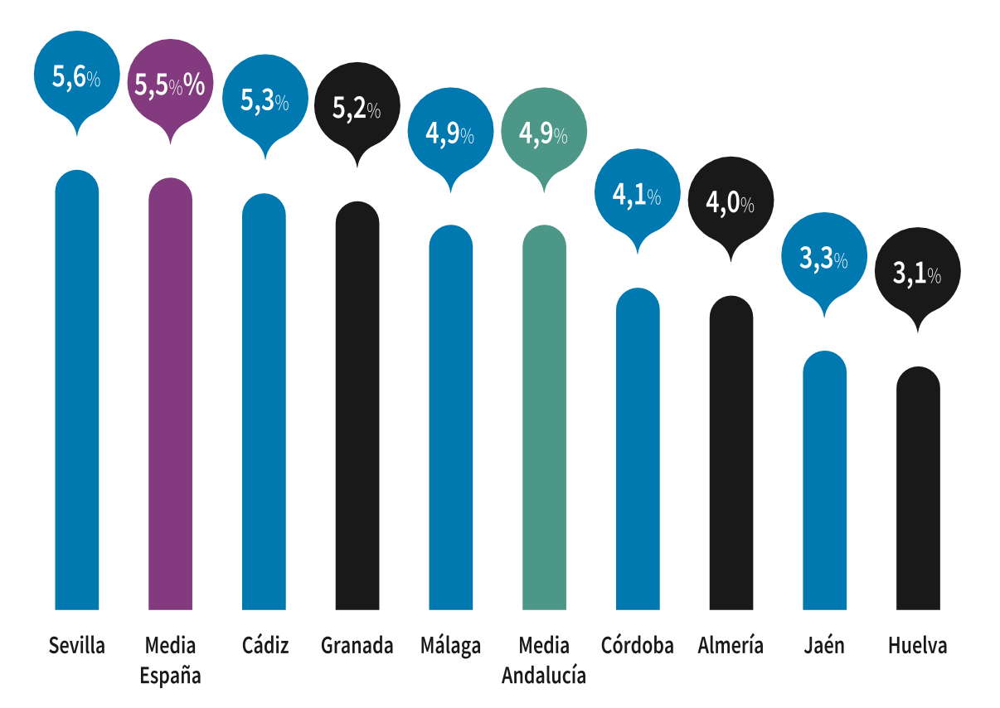 5,6%
5,5%%
5,3%
5,2%
4,9%
4,9%
4,1%
4,0%
3,3%
3,1%
Sevilla
Media
España
Cádiz
Granada
Málaga
Media
Andalucía
Córdoba
Almería
Jaén
Huelva